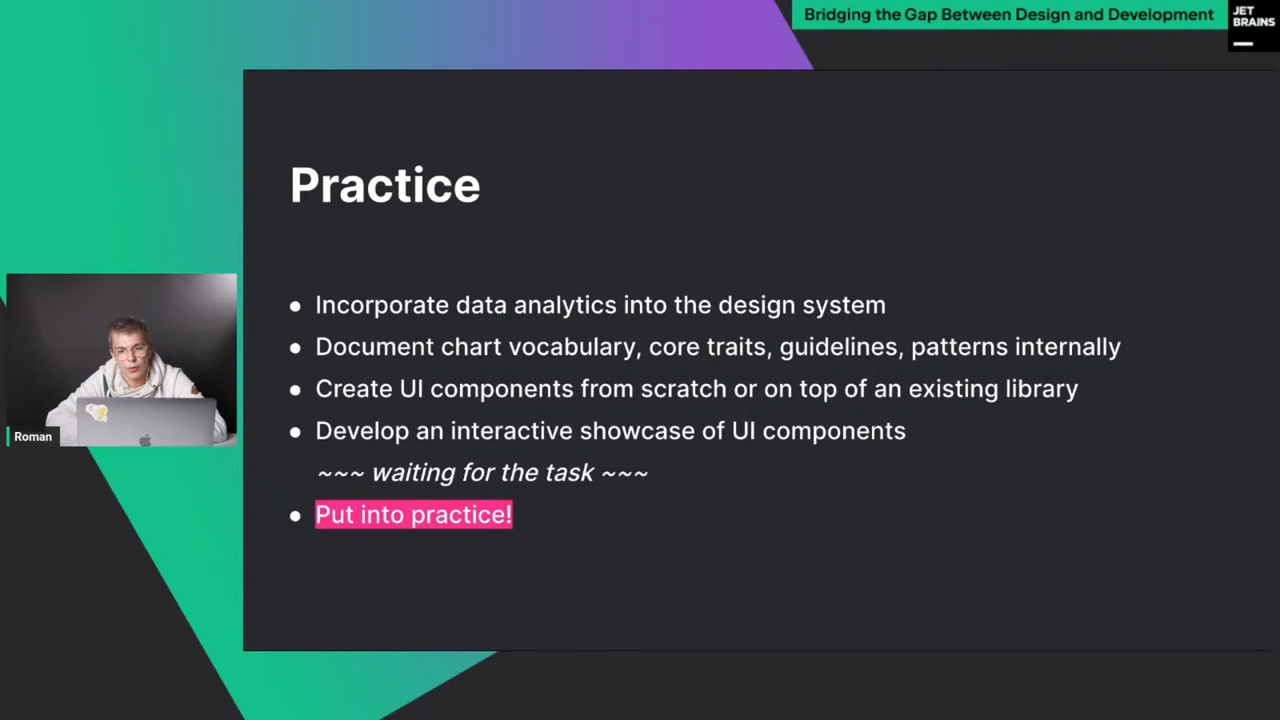 Bridging the Gap Between Design and Development
JET
BRAINS
Practice
● Incorporate data analytics into the design system
● Document chart vocabulary, core traits, guidelines, patterns internally
● Create UI components from scratch or on top of an existing library
● Develop an interactive showcase of UI components
~~~ waiting for the task ~~~
● Put into practice!
Roman